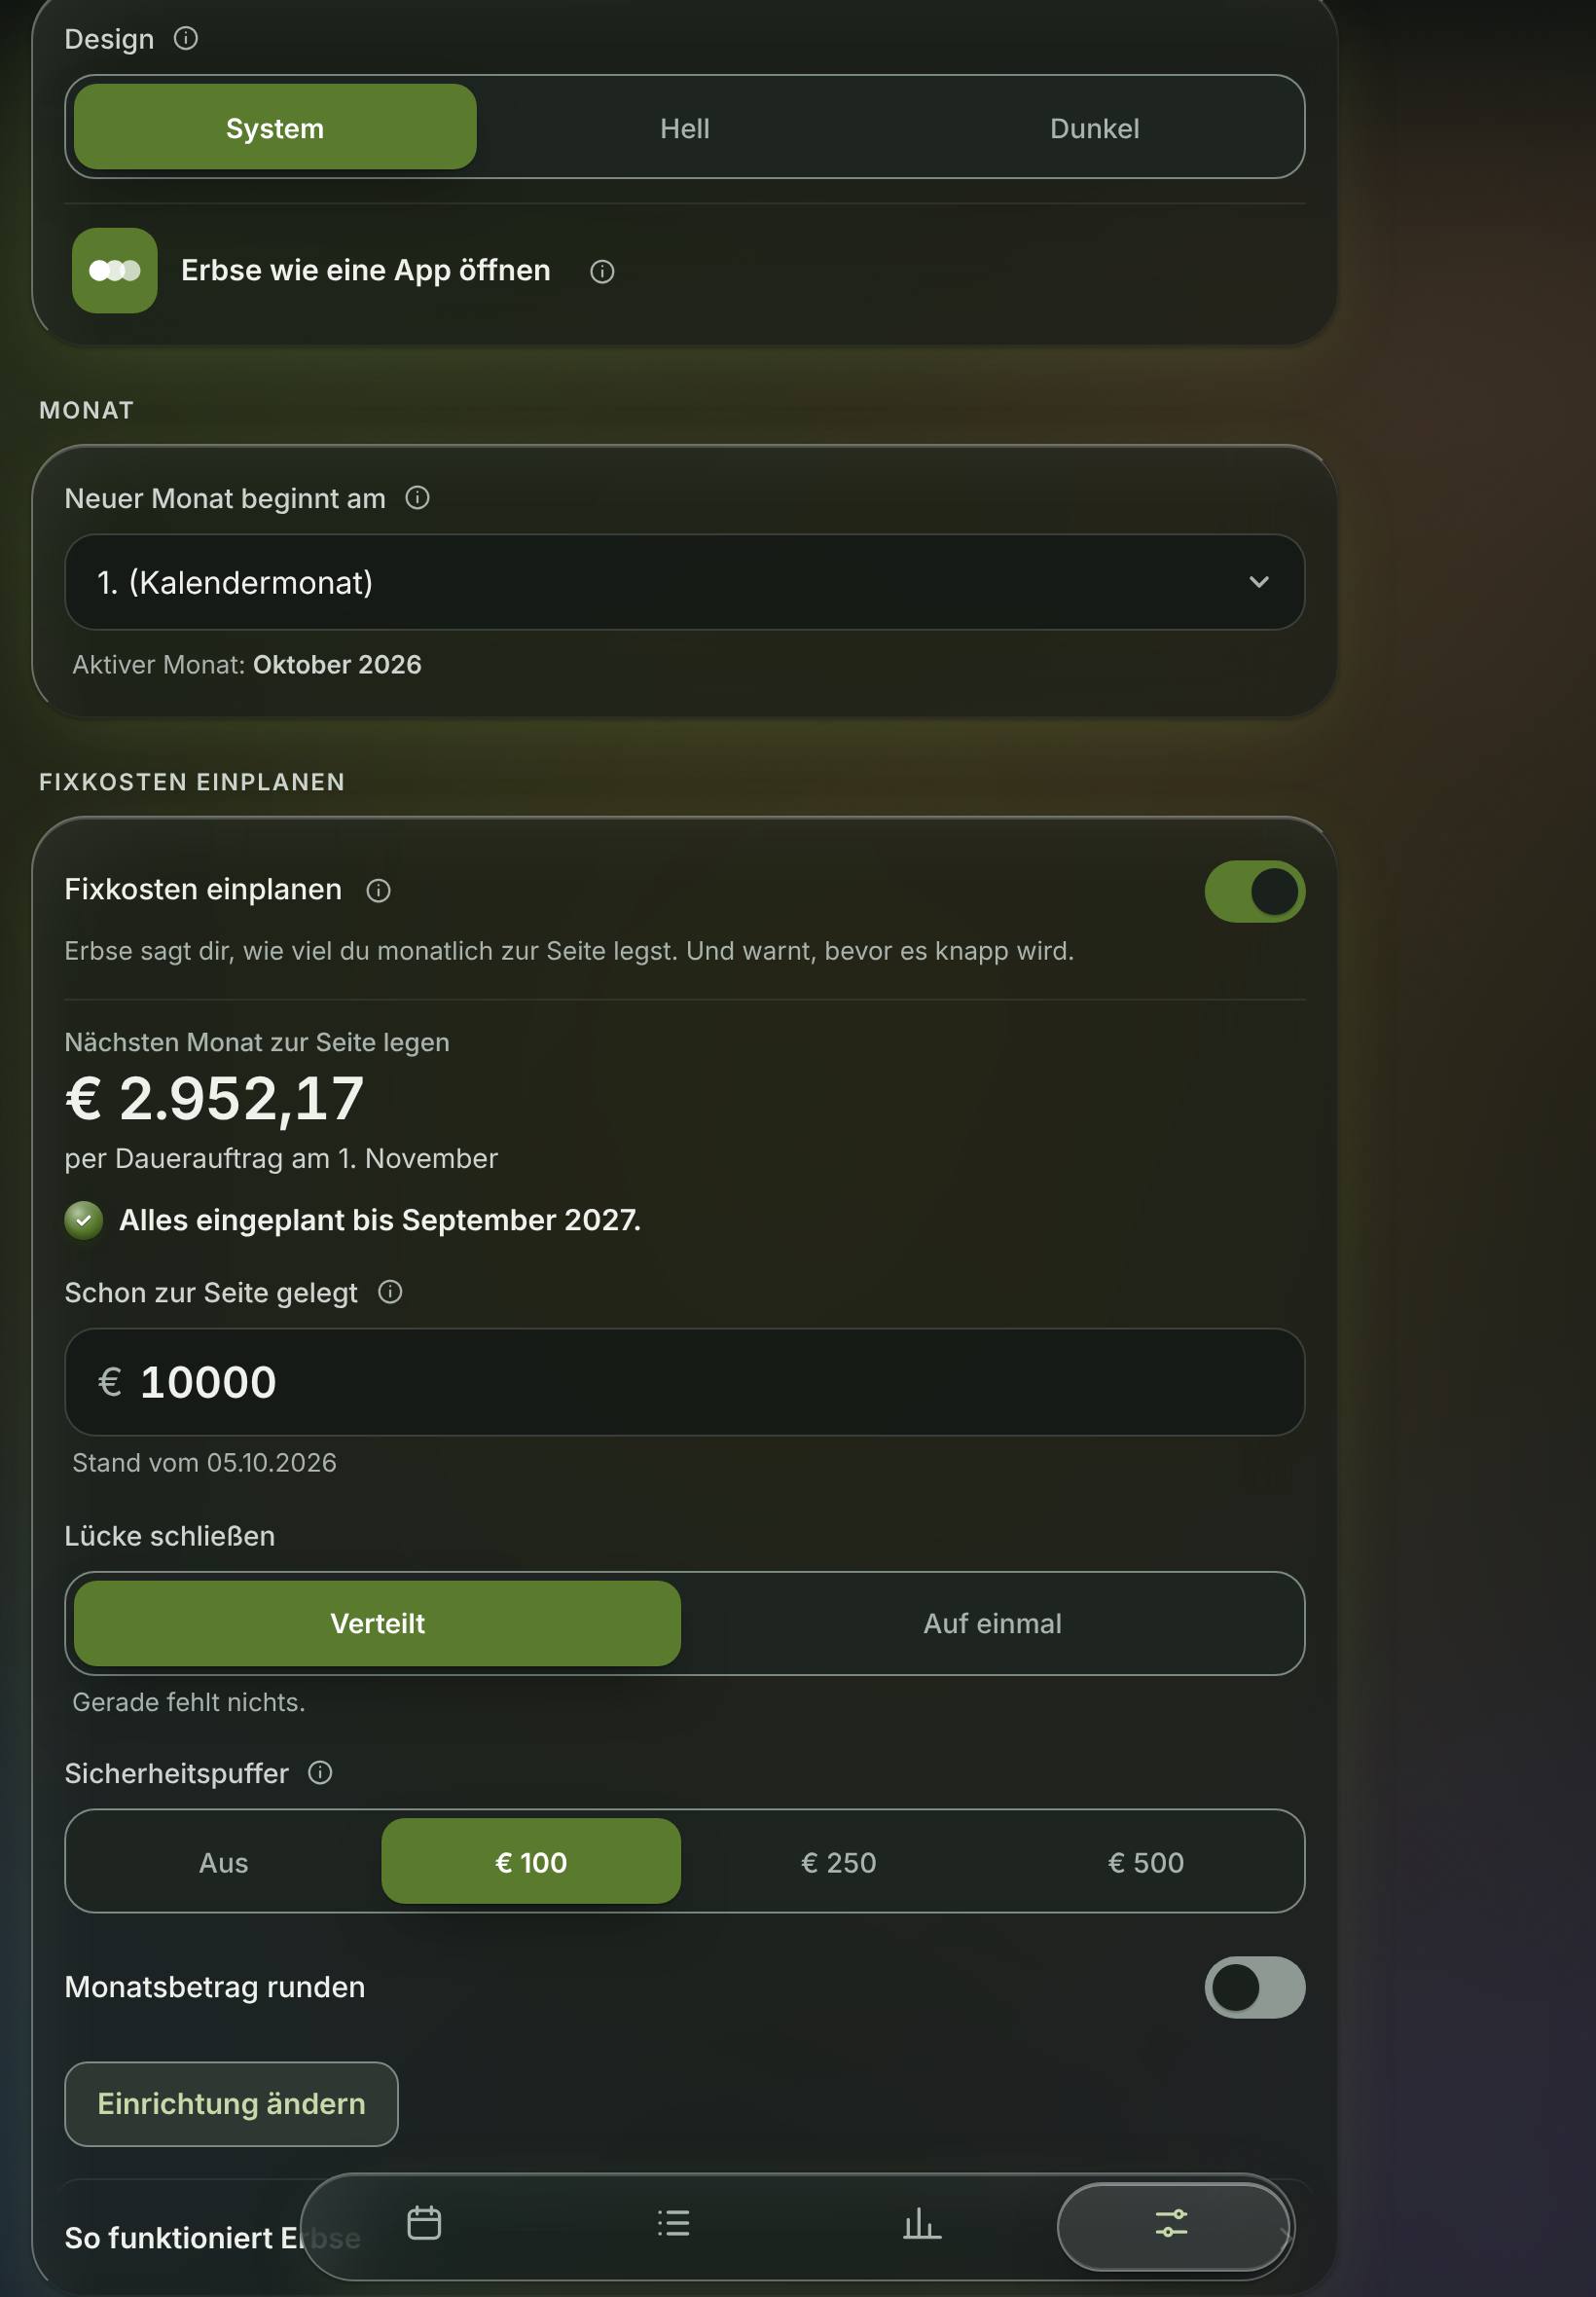 Design
System
Hell
Dunkel
Erbse wie eine App öffnen
MONAT
Neuer Monat beginnt am
1. (Kalendermonat)
Aktiver Monat: Oktober 2026
FIXKOSTEN EINPLANEN
Fixkosten einplanen
Erbse sagt dir, wie viel du monatlich zur Seite legst. Und warnt, bevor es knapp wird.
Nächsten Monat zur Seite legen
€ 2.952,17
per Dauerauftrag am 1. November
Alles eingeplant bis September 2027.
Schon zur Seite gelegt
€ 10000
Stand vom 05.10.2026
Lücke schließen
Verteilt
Auf einmal
Gerade fehlt nichts.
Sicherheitspuffer
Aus
€ 100
€ 250
€ 500
Monatsbetrag runden
Einrichtung ändern
So funktioniert Erbse